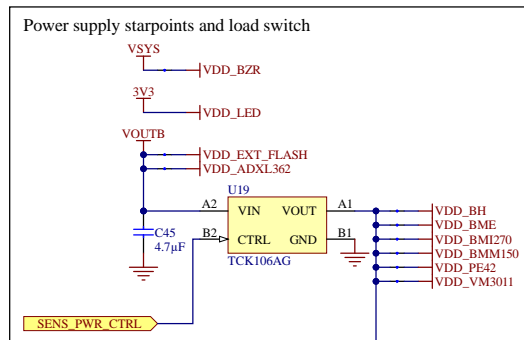 Power supply starpoints and load switch
VSYS
VDD_BZR
3V3
VDD_LED
VOUTB
VDD_EXT_FLASH
VDD_ADXL362
U19
A2 VIN VOUT A1
VDD_BH
VDD_BME
C45
4.7µF
B2 CTRL GND B1
VDD_BMI270
VDD_BMM150
TCK106AG
VDD_PE42
VDD_VM3011
SENS_PWR_CTRL